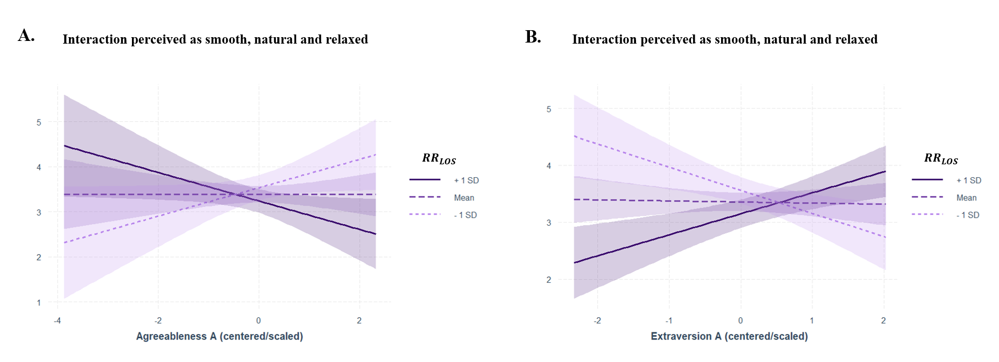 A. Interaction perceived as smooth, natural and relaxed
5
4
3
2
1
-4 -2 0 2
Agreeableness A (centered/scaled)
RR_LOS
+ 1 SD
Mean
- 1 SD
B. Interaction perceived as smooth, natural and relaxed
5
4
3
2
-2 -1 0 1 2
Extraversion A (centered/scaled)
RR_LOS
+ 1 SD
Mean
- 1 SD